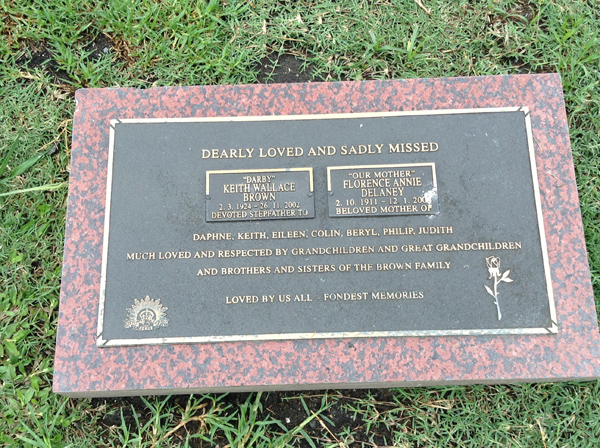 DEARLY LOVED AND SADLY MISSED
"DARBY"
KEITH WALLACE
BROWN
2. 3. 1924 - 26. 11. 2002
DEVOTED STEPFATHER TO
"OUR MOTHER"
FLORENCE ANNIE
DELANEY
2. 10. 1911 - 12. 1.
BELOVED MOTHER OF
DAPHNE, KEITH, EILEEN, COLIN, BERYL, PHILIP, JUDITH
MUCH LOVED AND RESPECTED BY GRANDCHILDREN AND GREAT GRANDCHILDREN
AND BROTHERS AND SISTERS OF THE BROWN FAMILY
LOVED BY US ALL - FONDEST MEMORIES